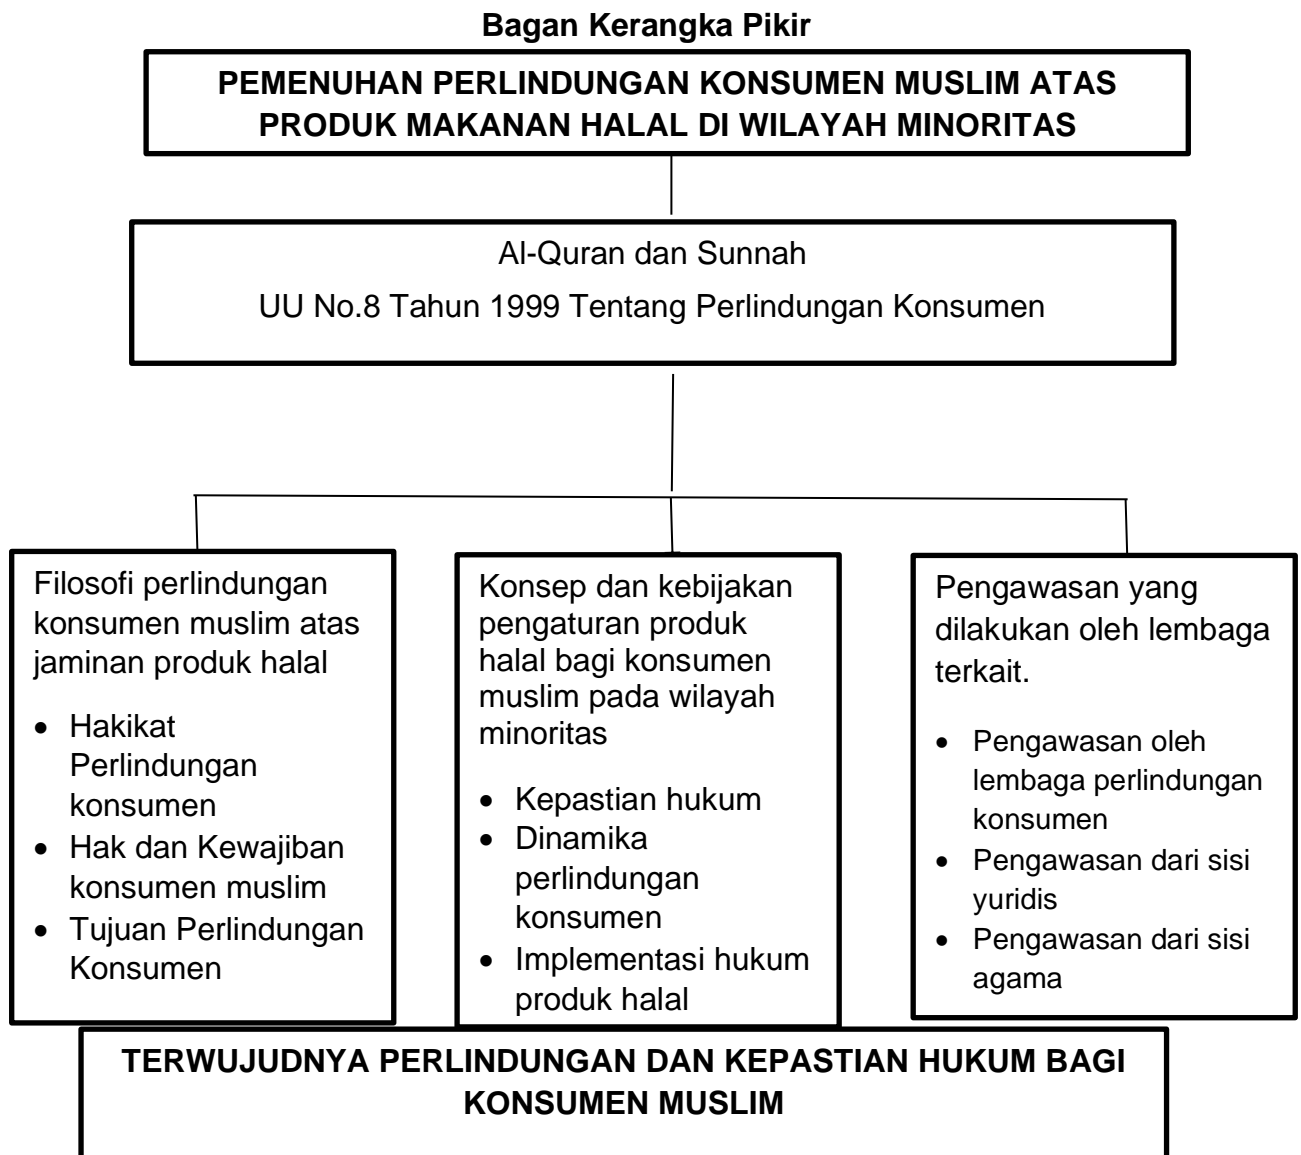 Bagan Kerangka Pikir
PEMENUHAN PERLINDUNGAN KONSUMEN MUSLIM ATAS
PRODUK MAKANAN HALAL DI WILAYAH MINORITAS
Al-Quran dan Sunnah
UU No.8 Tahun 1999 Tentang Perlindungan Konsumen
Filosofi perlindungan
konsumen muslim atas
jaminan produk halal
• Hakikat
Perlindungan
konsumen
• Hak dan Kewajiban
konsumen muslim
• Tujuan Perlindungan
Konsumen
Konsep dan kebijakan
pengaturan produk
halal bagi konsumen
muslim pada wilayah
minoritas
• Kepastian hukum
• Dinamika
perlindungan
konsumen
• Implementasi hukum
produk halal
Pengawasan yang
dilakukan oleh lembaga
terkait.
• Pengawasan oleh
lembaga perlindungan
konsumen
• Pengawasan dari sisi
yuridis
• Pengawasan dari sisi
agama
TERWUJUDNYA PERLINDUNGAN DAN KEPASTIAN HUKUM BAGI
KONSUMEN MUSLIM